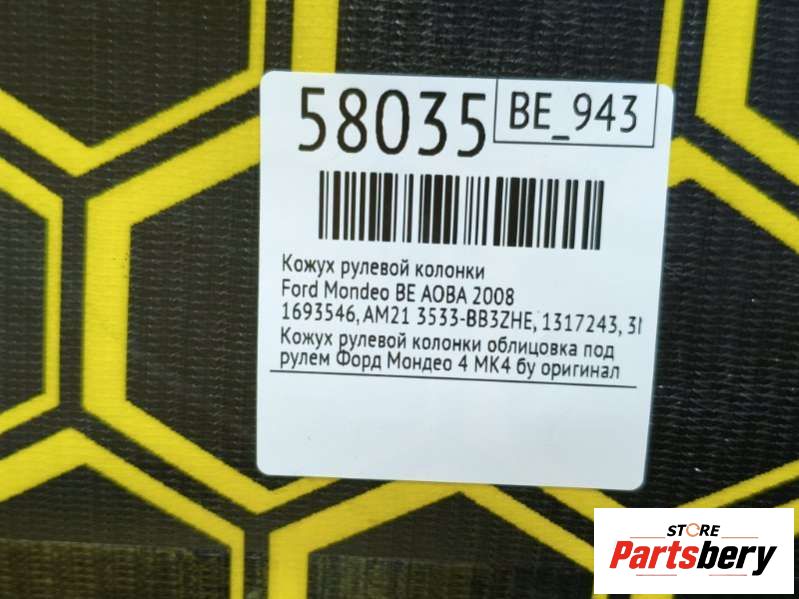 58035
BE_943
Кожух рулевой колонки
Ford Mondeo BE AOBA 2008
1693546, AM21 3533-BB3ZHE, 1317243,
Кожух рулевой колонки облицовка под
рулем Форд Мондео 4 МК4 бу оригинал
STORE
Partsbery